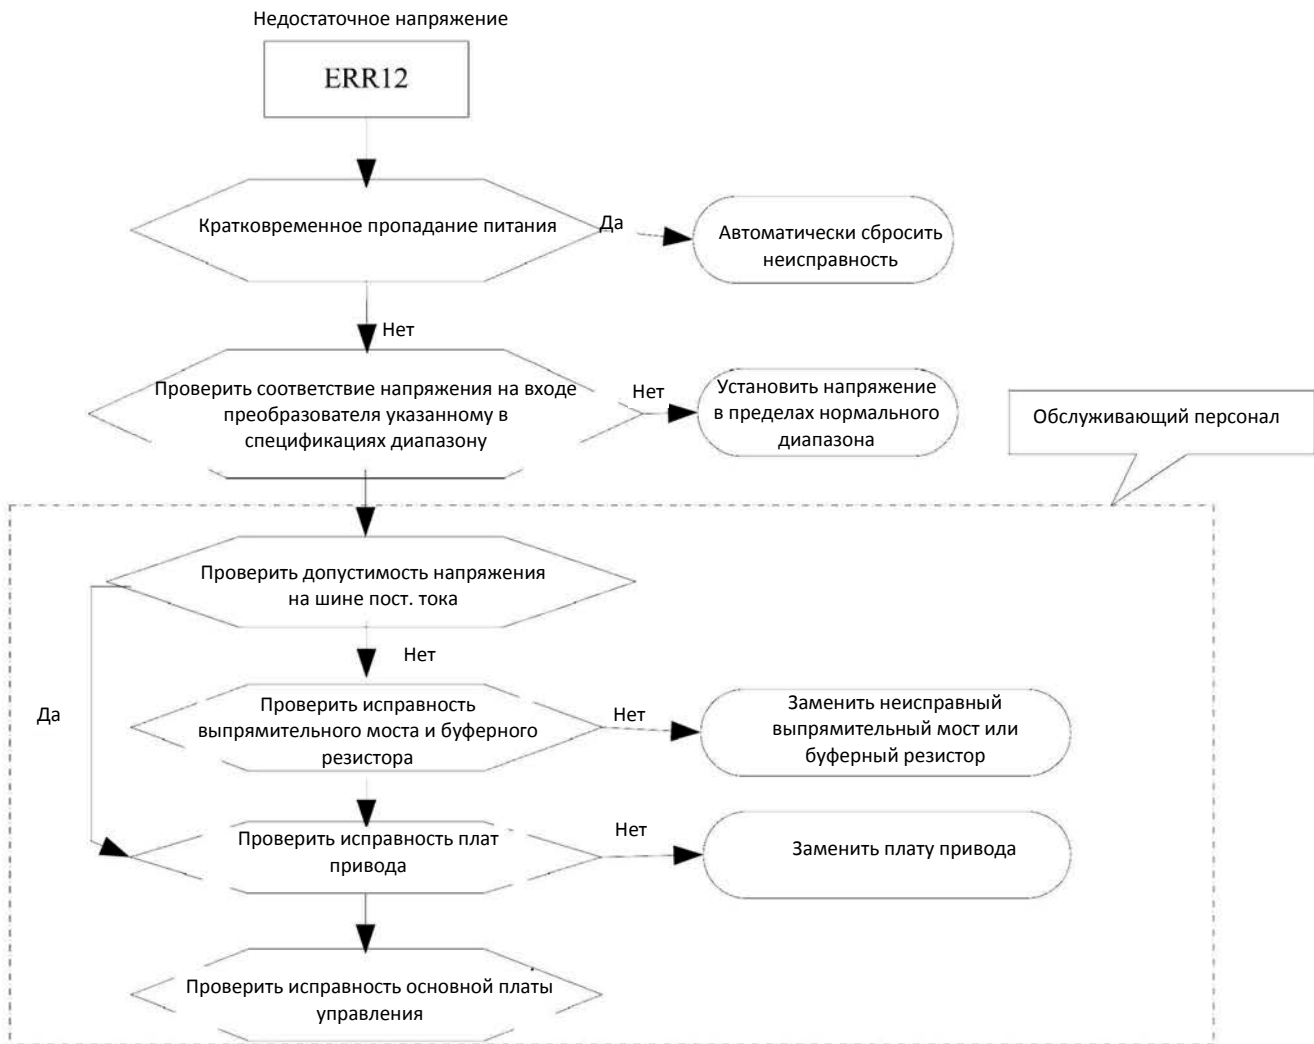 Недостаточное напряжение
ERR12
Кратковременное пропадание питания
Да
Автоматически сбросить
неисправность
Нет
Проверить соответствие напряжения на входе
преобразователя указанному в
спецификациях диапазону
Нет
Установить напряжение
в пределах нормального
диапазона
Обслуживающий персонал
Проверить допустимость напряжения
на шине пост. тока
Нет
Да
Проверить исправность
выпрямительного моста и буферного
резистора
Нет
Заменить неисправный
выпрямительный мост или
буферный резистор
Проверить исправность плат
привода
Нет
Заменить плату привода
Проверить исправность основной платы
управления